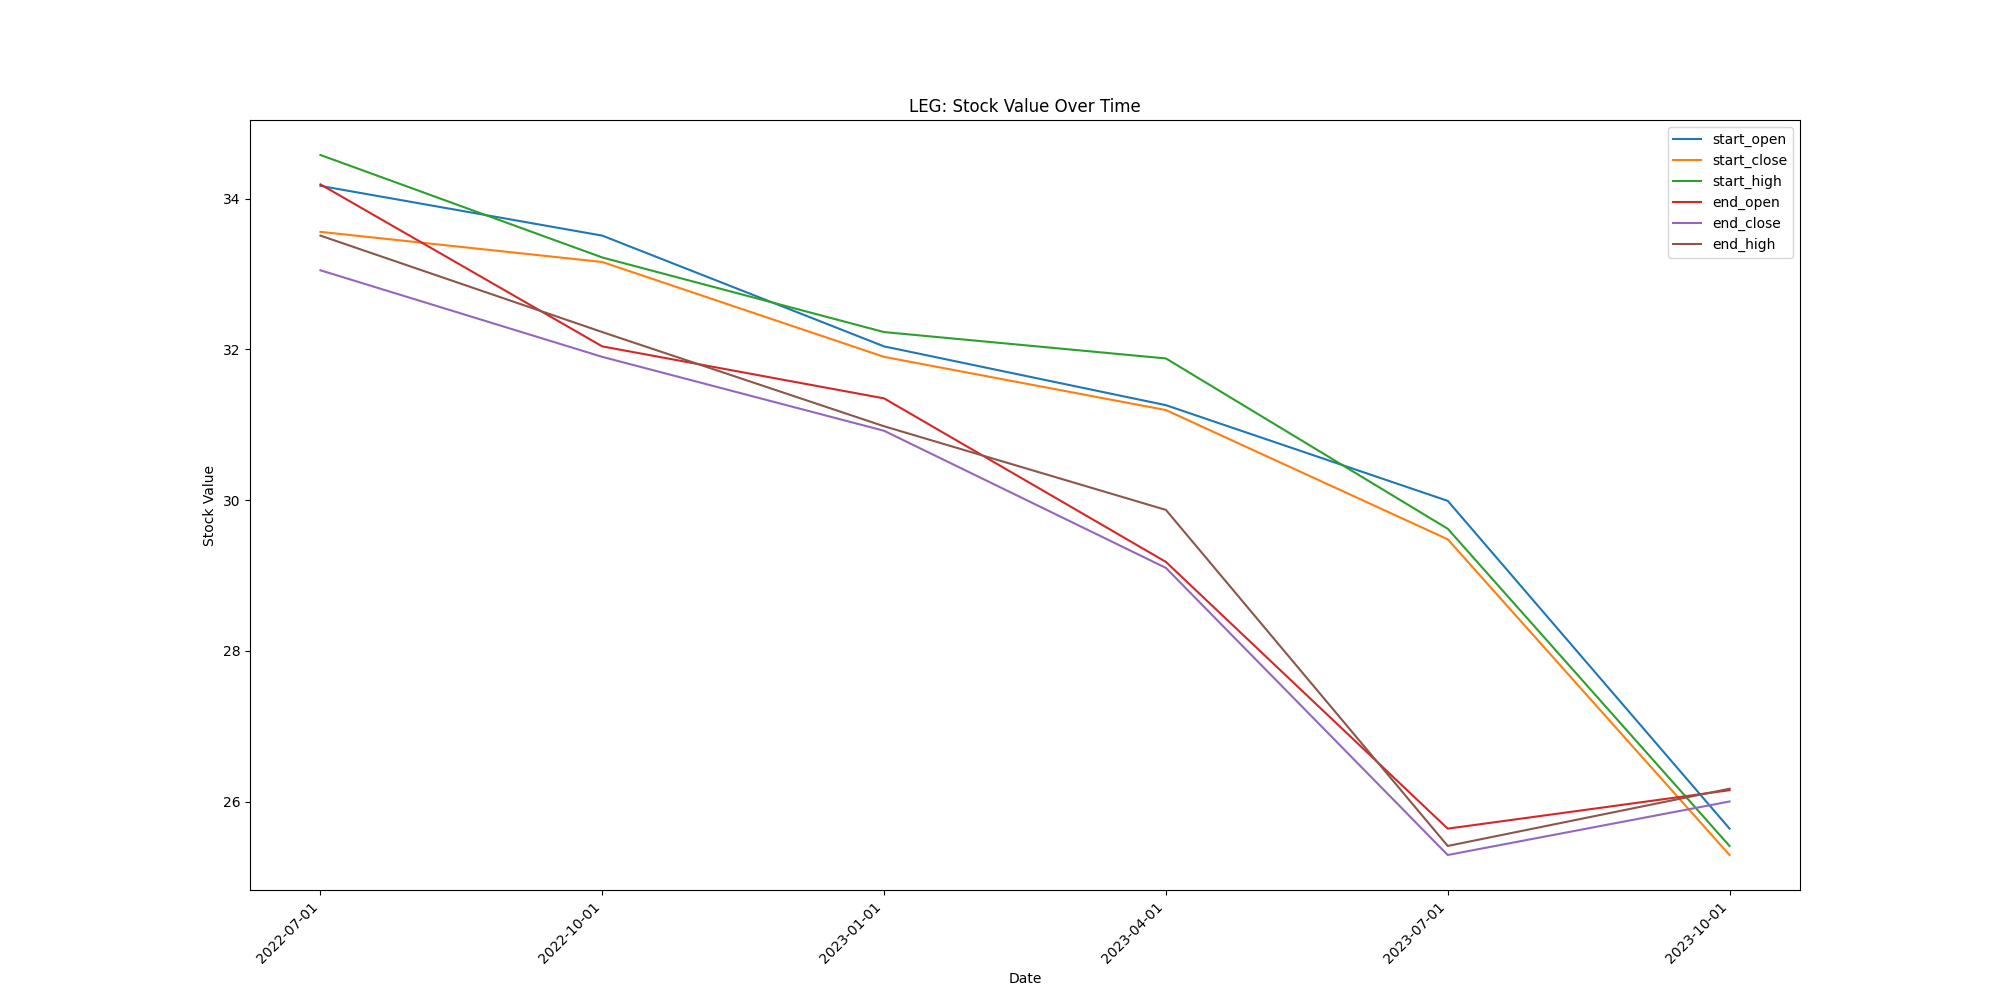 LEG: Stock Value Over Time
start_open
start_close
start_high
end_open
end_close
end_high
Stock Value
34
32
30
28
26
2022-07-01
2022-10-01
2023-01-01
2023-04-01
2023-07-01
2023-10-01
Date